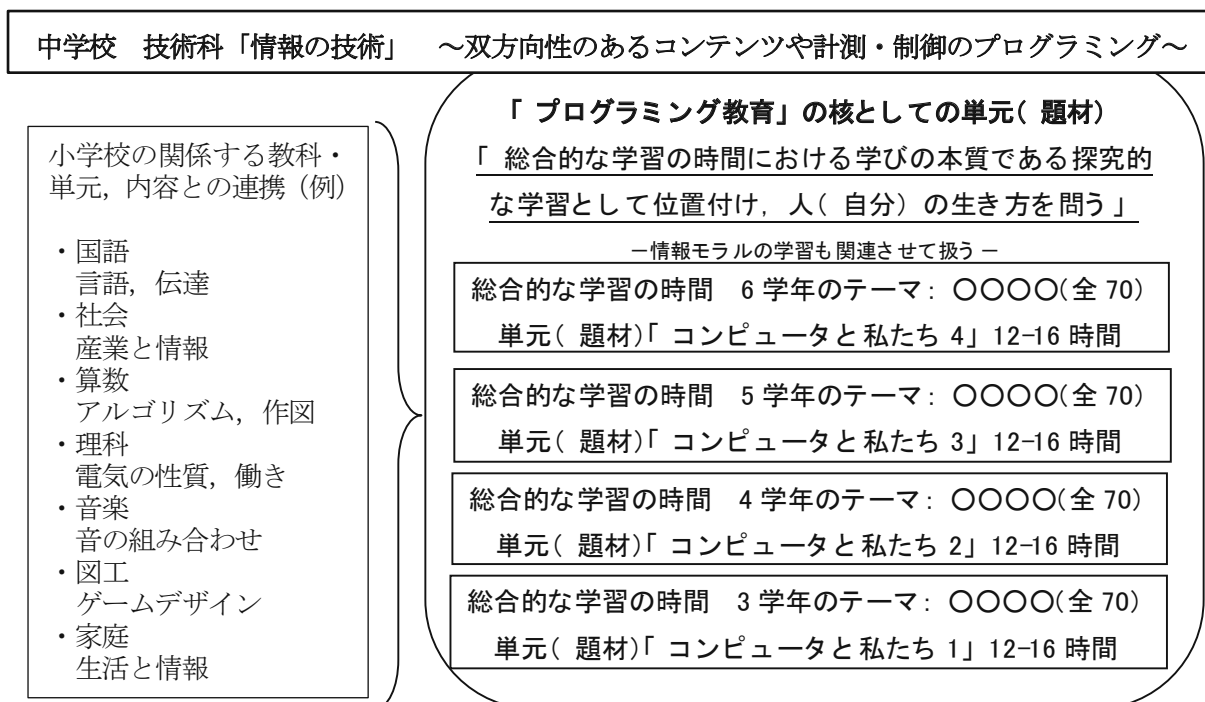 中学校 技術科「情報の技術」 ～双方向性のあるコンテンツや計測・制御のプログラミング～
小学校の関係する教科・
単元，内容との連携（例）
・国語
言語，伝達
・社会
産業と情報
・算数
アルゴリズム，作図
・理科
電気の性質，働き
・音楽
音の組み合わせ
・図工
ゲームデザイン
・家庭
生活と情報
「プログラミング教育」の核としての単元(題材)
「総合的な学習の時間における学びの本質である探究的
な学習として位置付け，人(自分)の生き方を問う」
－情報モラルの学習も関連させて扱う－
総合的な学習の時間 6学年のテーマ：〇〇〇〇(全70)
単元(題材)「コンピュータと私たち4」12-16時間
総合的な学習の時間 5学年のテーマ：〇〇〇〇(全70)
単元(題材)「コンピュータと私たち3」12-16時間
総合的な学習の時間 4学年のテーマ：〇〇〇〇(全70)
単元(題材)「コンピュータと私たち2」12-16時間
総合的な学習の時間 3学年のテーマ：〇〇〇〇(全70)
単元(題材)「コンピュータと私たち1」12-16時間